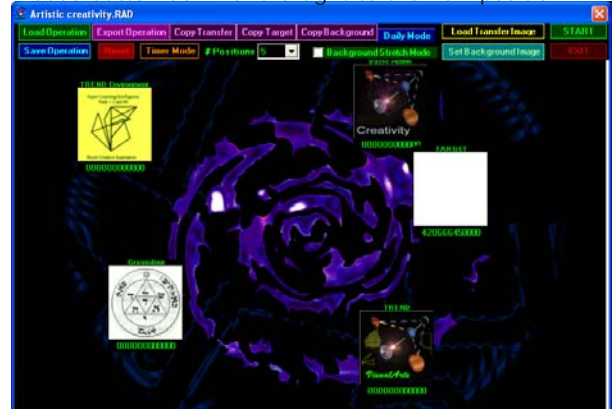 Artistic creativity.RAD
Load Operation Export Operation Copy Transfer Copy Target Copy Background Daily Mode Load Transfer Image START
Save Operation Reset Timer Mode # Positions 5 Background Stretch Mode Set Background Image EXIT
TREND Environment
Creativity
000000000000
TARGET
000000000000
420666450000
Grounding
000000000000
TREND
VisualArts
000000000000